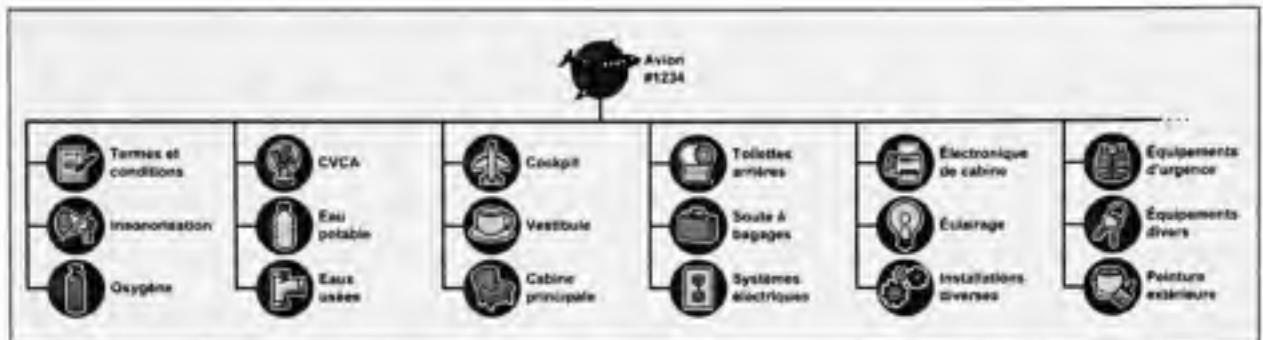 Avion
#1234
Termes et
conditions
Insonorisation
Oxygène
CVCA
Eau
potable
Eaux
usées
Cockpit
Vestibule
Cabine
principale
Toilettes
arrières
Soute à
bagages
Systèmes
électriques
Électronique
de cabine
Éclairage
Installations
diverses
Équipements
d'urgence
Équipements
divers
Peinture
extérieure